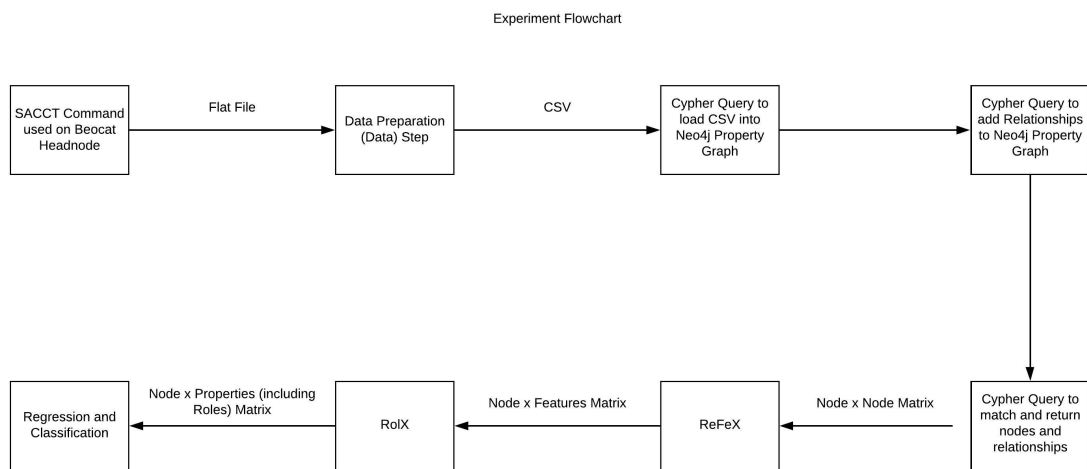 Experiment Flowchart
SACCT Command
used on Beocat
Headnode
Flat File
Data Preparation
(Data) Step
CSV
Cypher Query to
load CSV into
Neo4j Property
Graph
Cypher Query to
add Relationships
to Neo4j Property
Graph
Cypher Query to
match and return
nodes and
relationships
Node x Node Matrix
ReFeX
Node x Features Matrix
RolX
Node x Properties (including
Roles) Matrix
Regression and
Classification